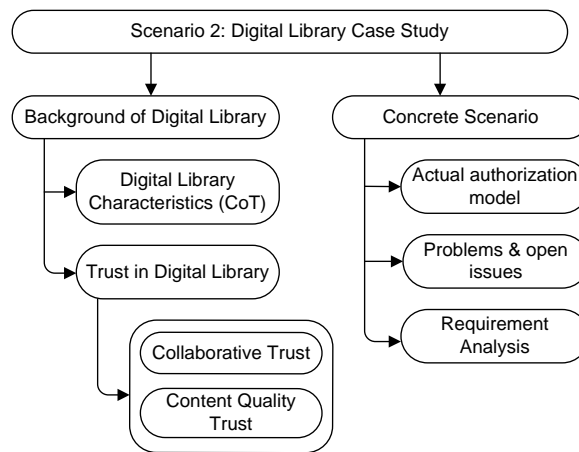 Scenario 2: Digital Library Case Study
Background of Digital Library
Digital Library
Characteristics (CoT)
Trust in Digital Library
Collaborative Trust
Content Quality
Trust
Concrete Scenario
Actual authorization
model
Problems & open
issues
Requirement
Analysis